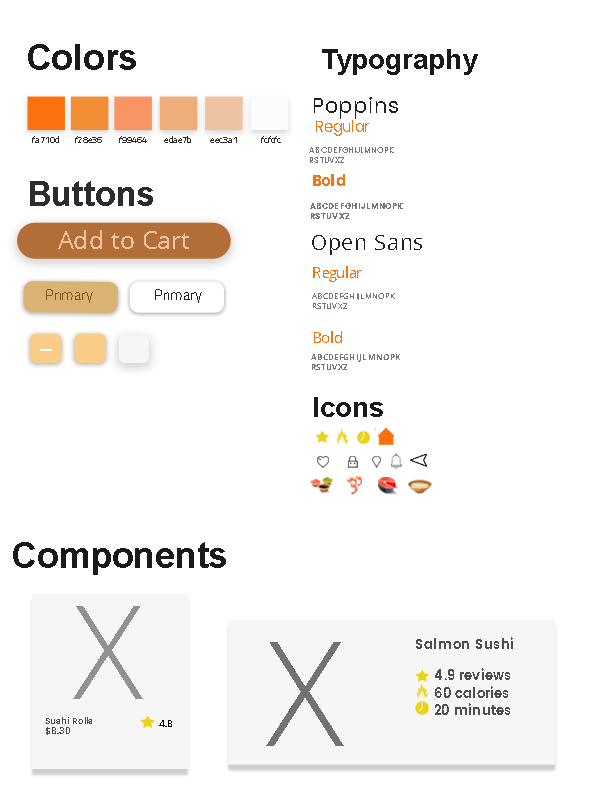 Colors
fa710d f28e35 f99464 edae7b eec3a1 fcfcfc
Buttons
Add to Cart
Primary Primary
Typography
Poppins
Regular
ABCDEFGHIJLMNOPK
RSTUVXZ
Bold
ABCDEFGHIJLMNOPK
RSTUVXZ
Open Sans
Regular
ABCDEFGHIJLMNOPK
RSTUVXZ
Bold
ABCDEFGHIJLMNOPK
RSTUVXZ
Icons
Components
Sushi Rolls
$8.30
4.8
Salmon Sushi
4.9 reviews
60 calories
20 minutes